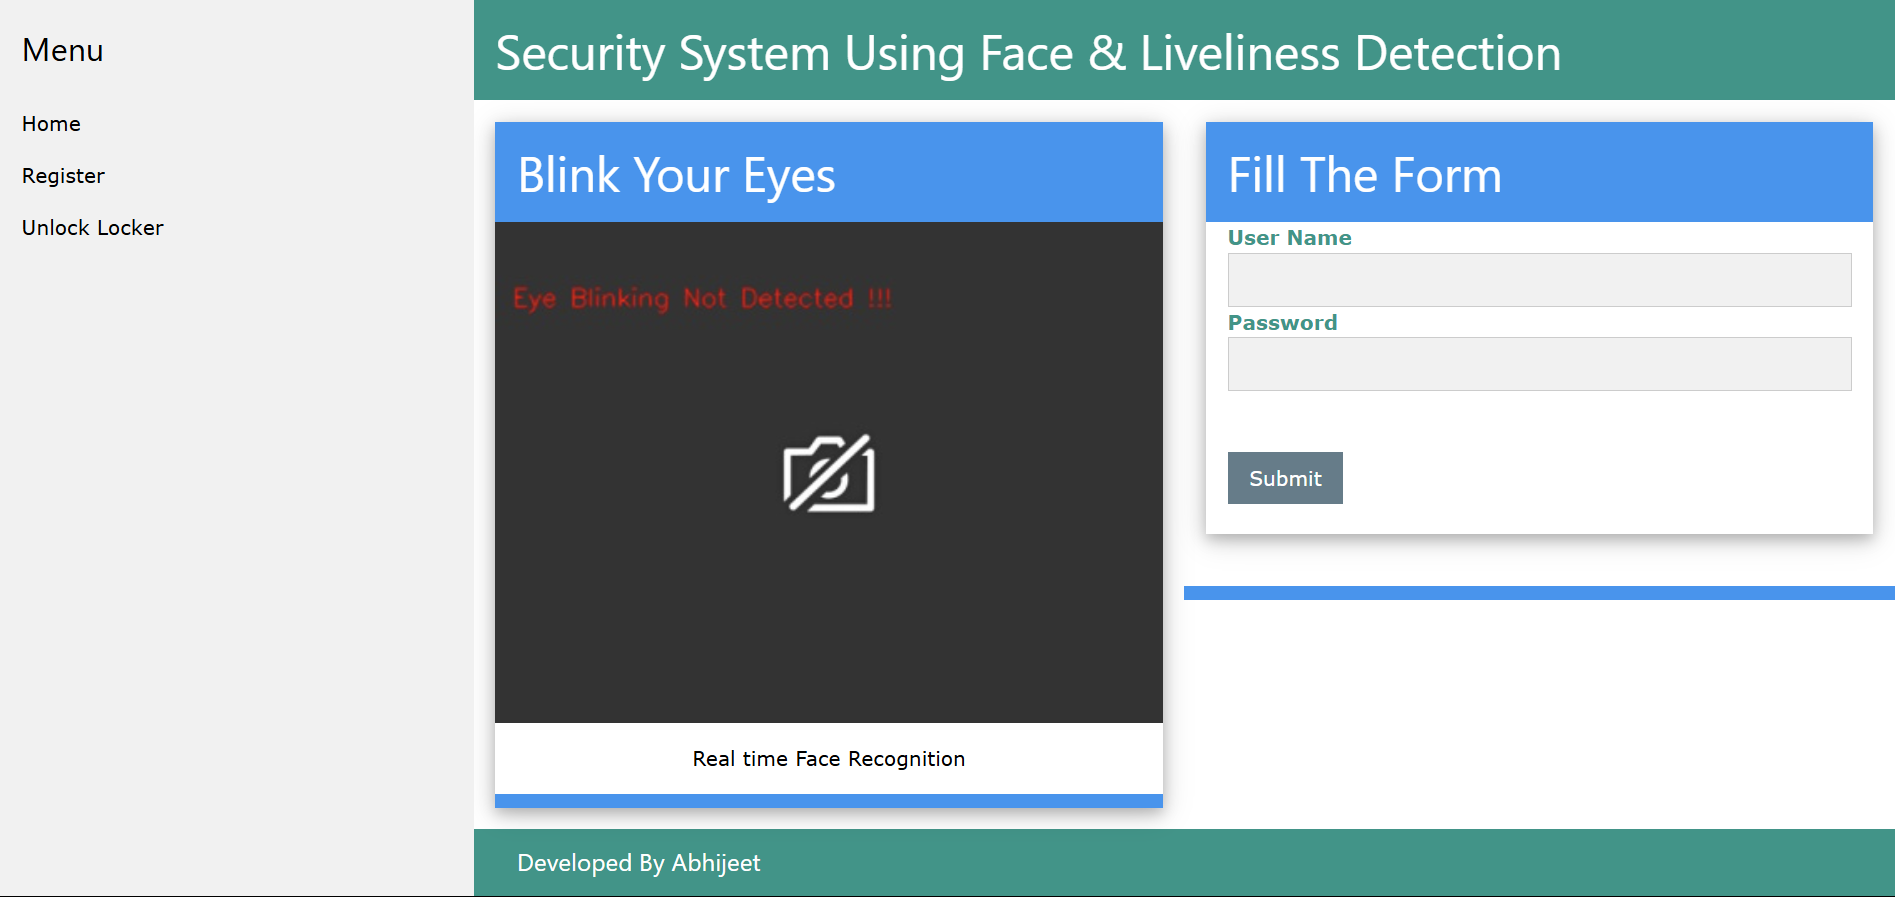 Menu
Home
Register
Unlock Locker
Security System Using Face & Liveliness Detection
Blink Your Eyes
Eye Blinking Not Detected !!!
Real time Face Recognition
Fill The Form
User Name
Password
Submit
Developed By Abhijeet